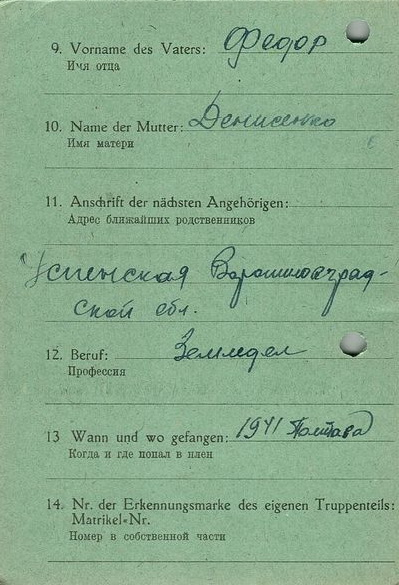 9. Vorname des Vaters: Федор
Имя отца
10. Name der Mutter: Денисенко
Имя матери
11. Anschrift der nächsten Angehörigen:
Адрес ближайших родственников
Успенская Ворошиловград-
ской обл.
12. Beruf: Земледел
Профессия
13 Wann und wo gefangen: 1941 Полтава
Когда и где попал в плен
14. Nr. der Erkennungsmarke des eigenen Truppenteils:
Matrikel-Nr.
Номер в собственной части